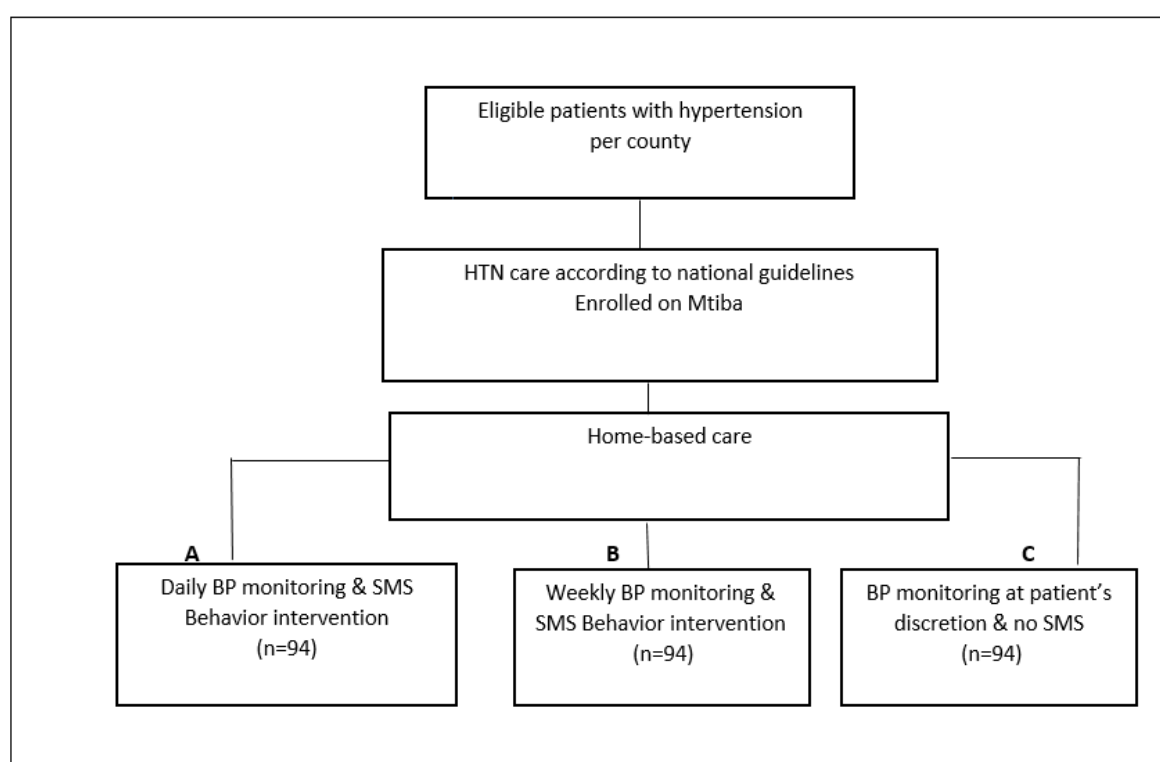 Eligible patients with hypertension
per county
HTN care according to national guidelines
Enrolled on Mtiba
Home-based care
A
Daily BP monitoring & SMS
Behavior intervention
(n=94)
B
Weekly BP monitoring &
SMS Behavior intervention
(n=94)
C
BP monitoring at patient's
discretion & no SMS
(n=94)